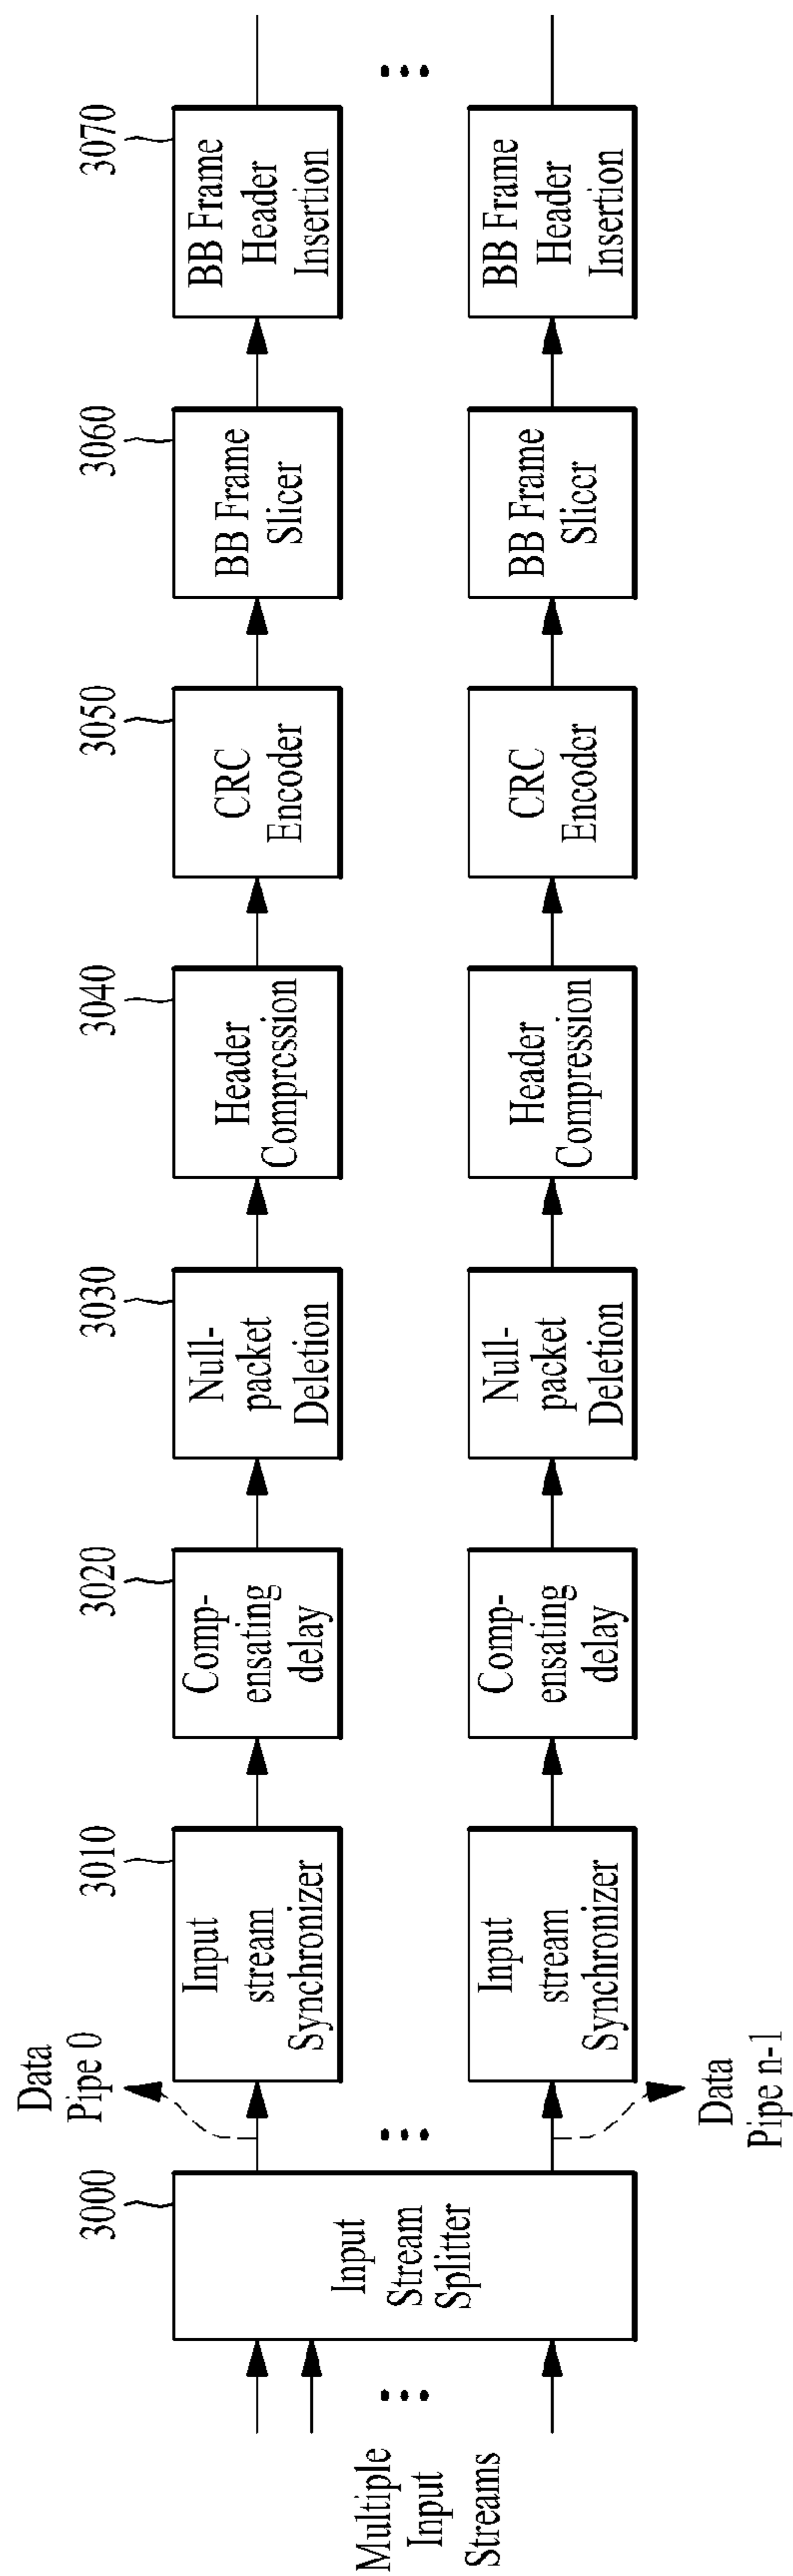 Multiple
Input
Streams
3000
Input
Stream
Splitter
Data
Pipe 0
3010
Input
stream
Synchronizer
3020
Comp-
ensating
delay
3030
Null-
packet
Deletion
3040
Header
Compression
3050
CRC
Encoder
3060
BB Frame
Slicer
3070
BB Frame
Header
Insertion
Data
Pipe n-1
Input
stream
Synchronizer
Comp-
ensating
delay
Null-
packet
Deletion
Header
Compression
CRC
Encoder
BB Frame
Slicer
BB Frame
Header
Insertion